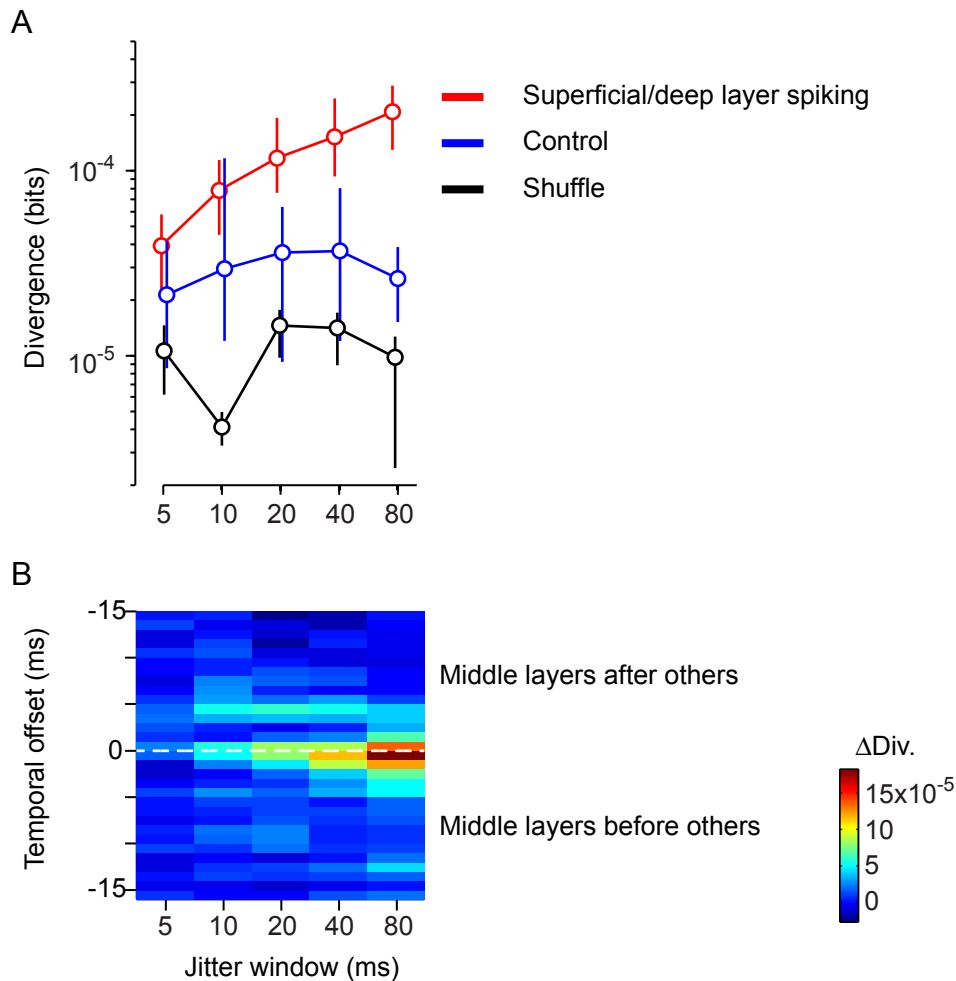 A
Superficial/deep layer spiking
Control
Shuffle
Divergence (bits)
10-4
10-5
5 10 20 40 80
B
Temporal offset (ms)
-15
0
-15
Middle layers after others
Middle layers before others
5 10 20 40 80
Jitter window (ms)
ΔDiv.
15x10-5
10
5
0